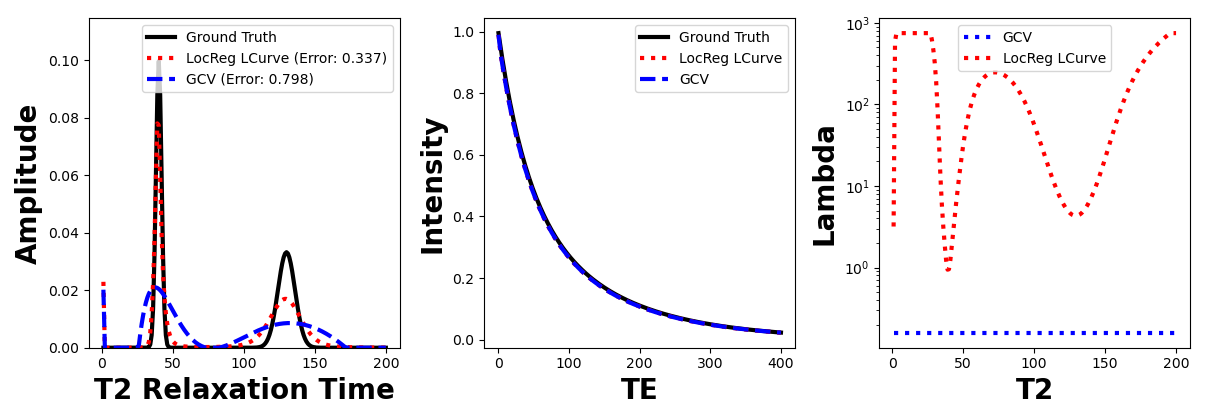 Amplitude
0.10
0.08
0.06
0.04
0.02
0.00
Ground Truth
LocReg LCurve (Error: 0.337)
GCV (Error: 0.798)
0 50 100 150 200
T2 Relaxation Time
Intensity
1.0
0.8
0.6
0.4
0.2
0.0
Ground Truth
LocReg LCurve
GCV
0 100 200 300 400
TE
Lambda
10³
10²
10¹
10⁰
GCV
LocReg LCurve
0 50 100 150 200
T2